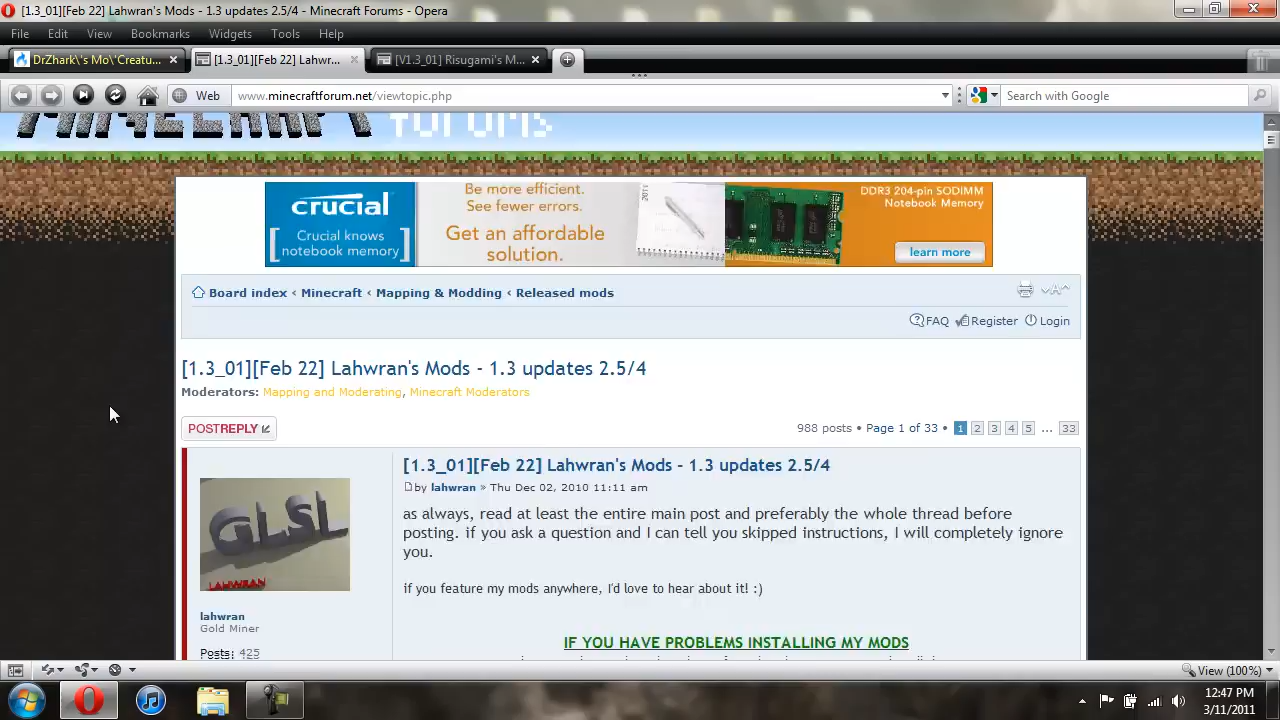 [1.3_01][Feb 22] Lahwran's Mods - 1.3 updates 2.5/4 - Minecraft Forums - Opera
File Edit View Bookmarks Widgets Tools Help
DrZhark\'s Mo\'Creatu... [1.3_01][Feb 22] Lahwr... [V1.3_01] Risugami's M...
Web www.minecraftforum.net/viewtopic.php Search with Google
MINECRAFT forums
crucial
Crucial knows
notebook memory
Be more efficient.
See fewer errors.
Get an affordable
solution.
2011
DDR3 204-pin SODIMM
Notebook Memory
learn more
Board index ‹ Minecraft ‹ Mapping & Modding ‹ Released mods
FAQ Register Login
[1.3_01][Feb 22] Lahwran's Mods - 1.3 updates 2.5/4
Moderators: Mapping and Moderating, Minecraft Moderators
POSTREPLY 988 posts • Page 1 of 33 • 1 2 3 4 5 ... 33
[1.3_01][Feb 22] Lahwran's Mods - 1.3 updates 2.5/4
by lahwran » Thu Dec 02, 2010 11:11 am
as always, read at least the entire main post and preferably the whole thread before
posting. if you ask a question and I can tell you skipped instructions, I will completely ignore
you.
if you feature my mods anywhere, I'd love to hear about it! :)
IF YOU HAVE PROBLEMS INSTALLING MY MODS
GLSL
LAHWRAN
lahwran
Gold Miner
Posts: 425
View (100%)
12:47 PM
3/11/2011